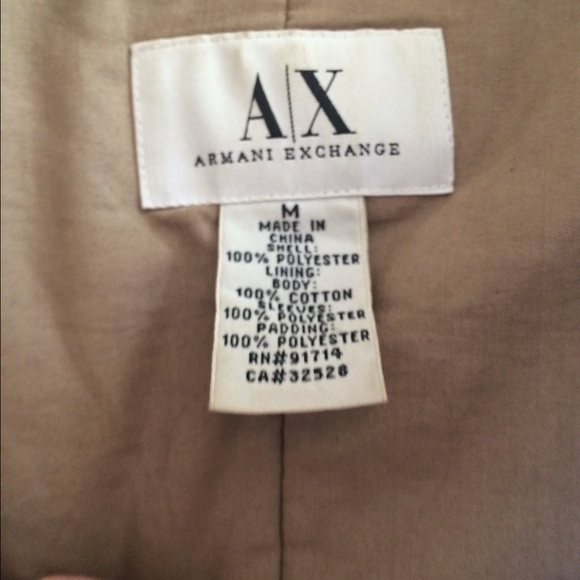 A|X
ARMANI EXCHANGE
M
MADE IN
CHINA
SHELL:
100% POLYESTER
LINING:
BODY:
100% COTTON
SLEEVES:
100% POLYESTER
PADDING:
100% POLYESTER
RN#91714
CA#32528